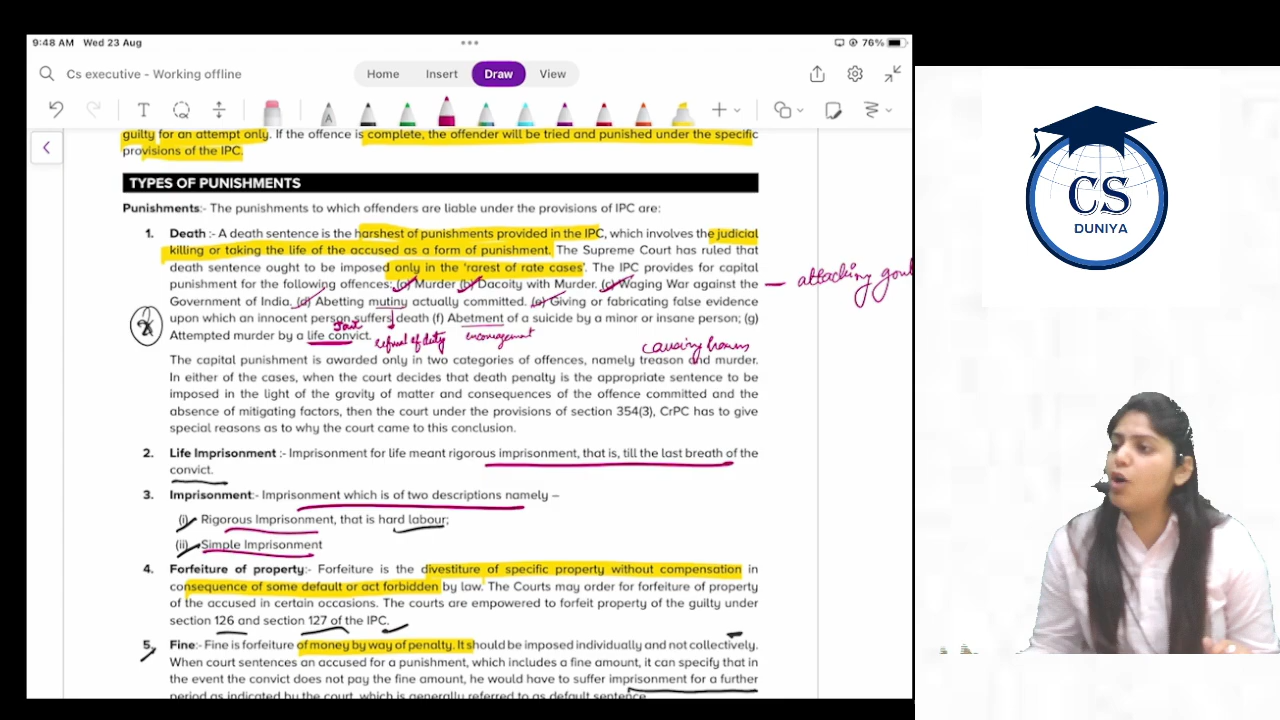 9:48 AM Wed 23 Aug
76%
Cs executive - Working offline
Home Insert Draw View
guilty for an attempt only. If the offence is complete, the offender will be tried and punished under the specific
provisions of the IPC.
TYPES OF PUNISHMENTS
Punishments:- The punishments to which offenders are liable under the provisions of IPC are:
1. Death :- A death sentence is the harshest of punishments provided in the IPC, which involves the judicial
killing or taking the life of the accused as a form of punishment. The Supreme Court has ruled that
death sentence ought to be imposed only in the 'rarest of rate cases'. The IPC provides for capital
punishment for the following offences: (a) Murder (b) Dacoity with Murder. (c) Waging War against the
attacking govt
Government of India. (d) Abetting mutiny actually committed. (e) Giving or fabricating false evidence
upon which an innocent person suffers death (f) Abetment of a suicide by a minor or insane person; (g)
Attempted murder by a life convict.
refusal of duty encouragement
causing harm
The capital punishment is awarded only in two categories of offences, namely treason and murder.
In either of the cases, when the court decides that death penalty is the appropriate sentence to be
imposed in the light of the gravity of matter and consequences of the offence committed and the
absence of mitigating factors, then the court under the provisions of section 354(3), CrPC has to give
special reasons as to why the court came to this conclusion.
2. Life Imprisonment :- Imprisonment for life meant rigorous imprisonment, that is, till the last breath of the
convict.
3. Imprisonment:- Imprisonment which is of two descriptions namely –
(i) Rigorous Imprisonment, that is hard labour;
(ii) Simple Imprisonment
4. Forfeiture of property:- Forfeiture is the divestiture of specific property without compensation in
consequence of some default or act forbidden by law. The Courts may order for forfeiture of property
of the accused in certain occasions. The courts are empowered to forfeit property of the guilty under
section 126 and section 127 of the IPC.
5. Fine:- Fine is forfeiture of money by way of penalty. It should be imposed individually and not collectively.
When court sentences an accused for a punishment, which includes a fine amount, it can specify that in
the event the convict does not pay the fine amount, he would have to suffer imprisonment for a further
period as indicated by the court, which is generally referred to as default sentence.
CS
DUNIYA